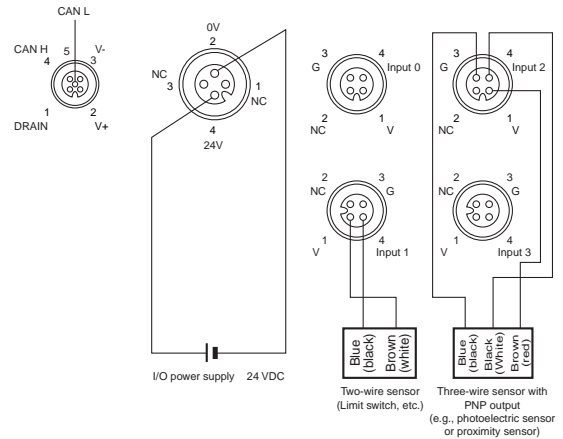 CAN L
CAN H 5 V-
4 3
1 2
DRAIN V+
0V
2
NC
3 1
NC
4
24V
I/O power supply 24 VDC
3 4
G Input 0
2 1
NC V
2 3
NC G
1 4
V Input 1
3 4
G Input 2
2 1
NC V
2 3
NC G
1 4
V Input 3
Blue
(black)
Brown
(white)
Two-wire sensor
(Limit switch, etc.)
Blue
(black)
Black
(White)
Brown
(red)
Three-wire sensor with
PNP output
(e.g., photoelectric sensor
or proximity sensor)